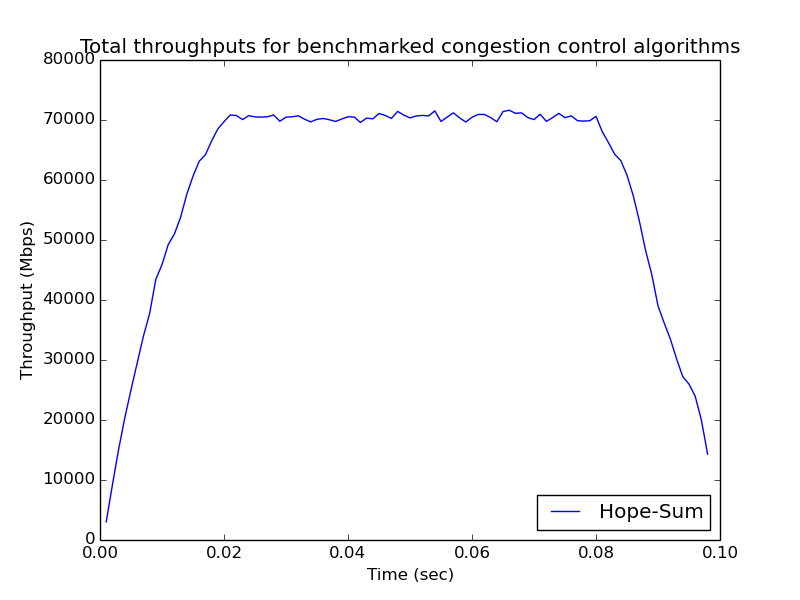 Total throughputs for benchmarked congestion control algorithms
80000
70000
60000
50000
40000
30000
20000
10000
0
Throughput (Mbps)
Hope-Sum
0.00 0.02 0.04 0.06 0.08 0.10
Time (sec)